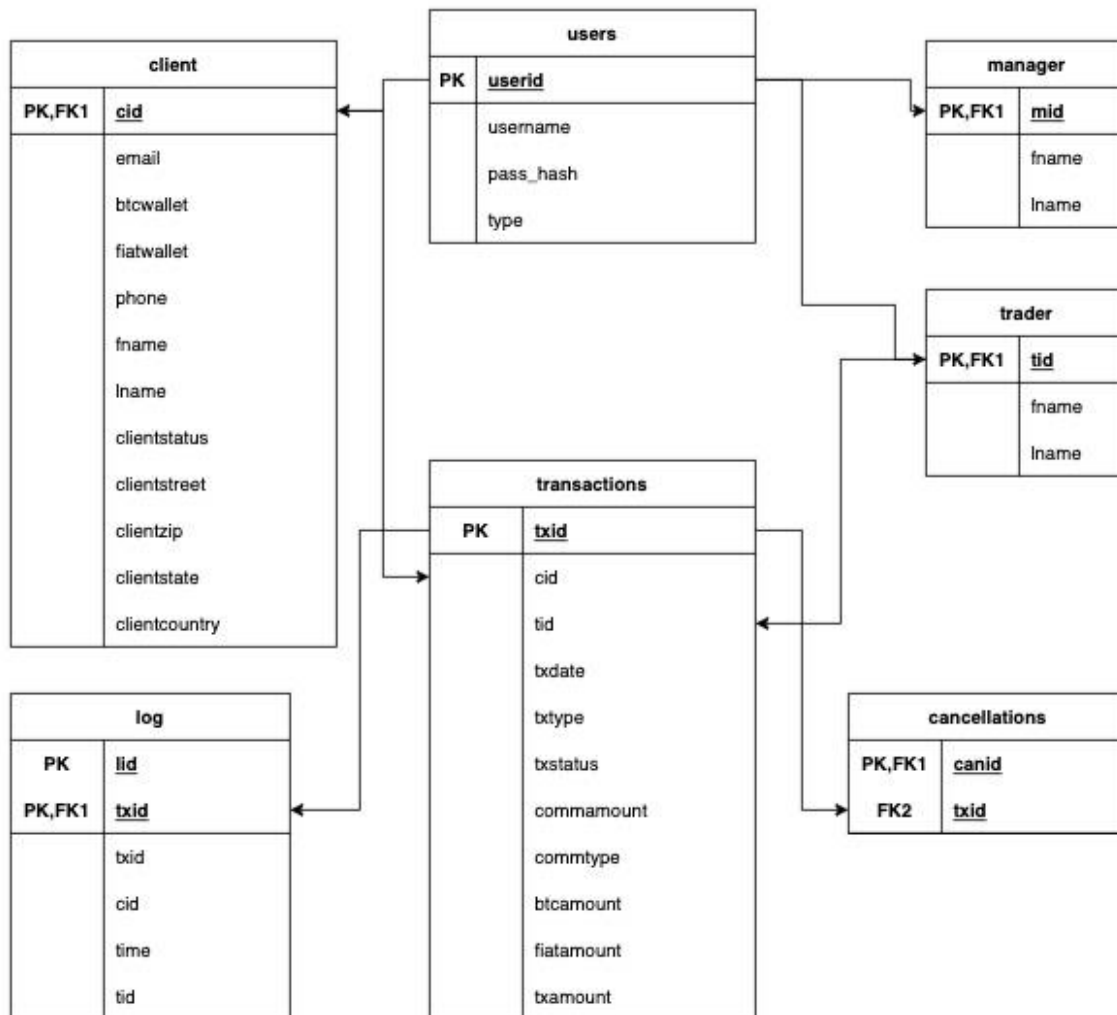 users
PK userid
username
pass_hash
type
client
PK,FK1 cid
email
btcwallet
fiatwallet
phone
fname
lname
clientstatus
clientstreet
clientzip
clientstate
clientcountry
manager
PK,FK1 mid
fname
lname
trader
PK,FK1 tid
fname
lname
transactions
PK txid
cid
tid
txdate
txtype
txstatus
commamount
commtype
btcamount
fiatamount
txamount
log
PK lid
PK,FK1 txid
txid
cid
time
tid
cancellations
PK,FK1 canid
FK2 txid